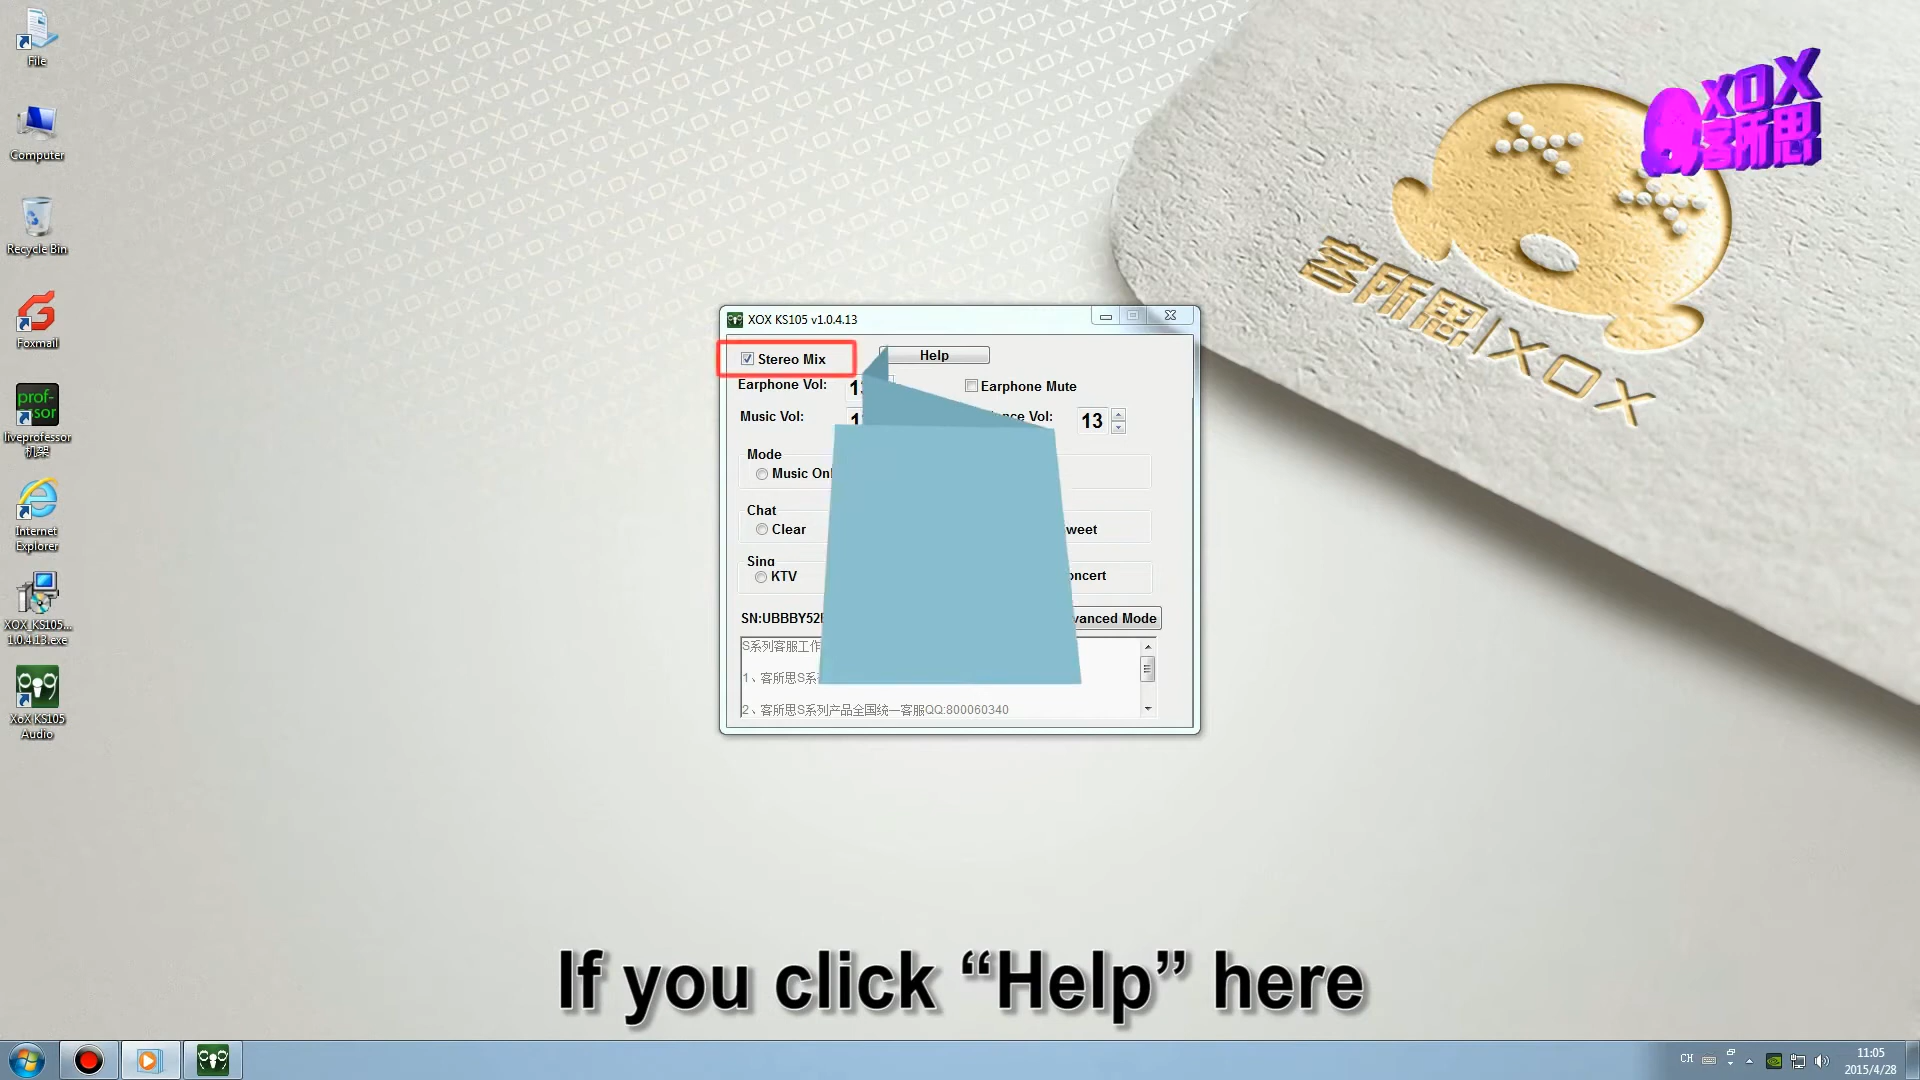 File
Computer
Recycle Bin
Foxmail
prof-
sor
liveprofessor
机架
Internet
Explorer
XOX_KS105...
1.0.4.13.exe
XOX KS105
Audio
XOX
客所思
客所思|XOX
XOX KS105 v1.0.4.13
Stereo Mix
Help
Earphone Vol:
Earphone Mute
Music Vol:
Vol:
13
Mode
Music Onl
Chat
Clear
weet
Sing
KTV
oncert
SN:UBBBY52
vanced Mode
S系列客服工作
1、客所思S系
2、客所思S系列产品全国统一客服QQ:800060340
If you click “Help” here
CH
11:05
2015/4/28